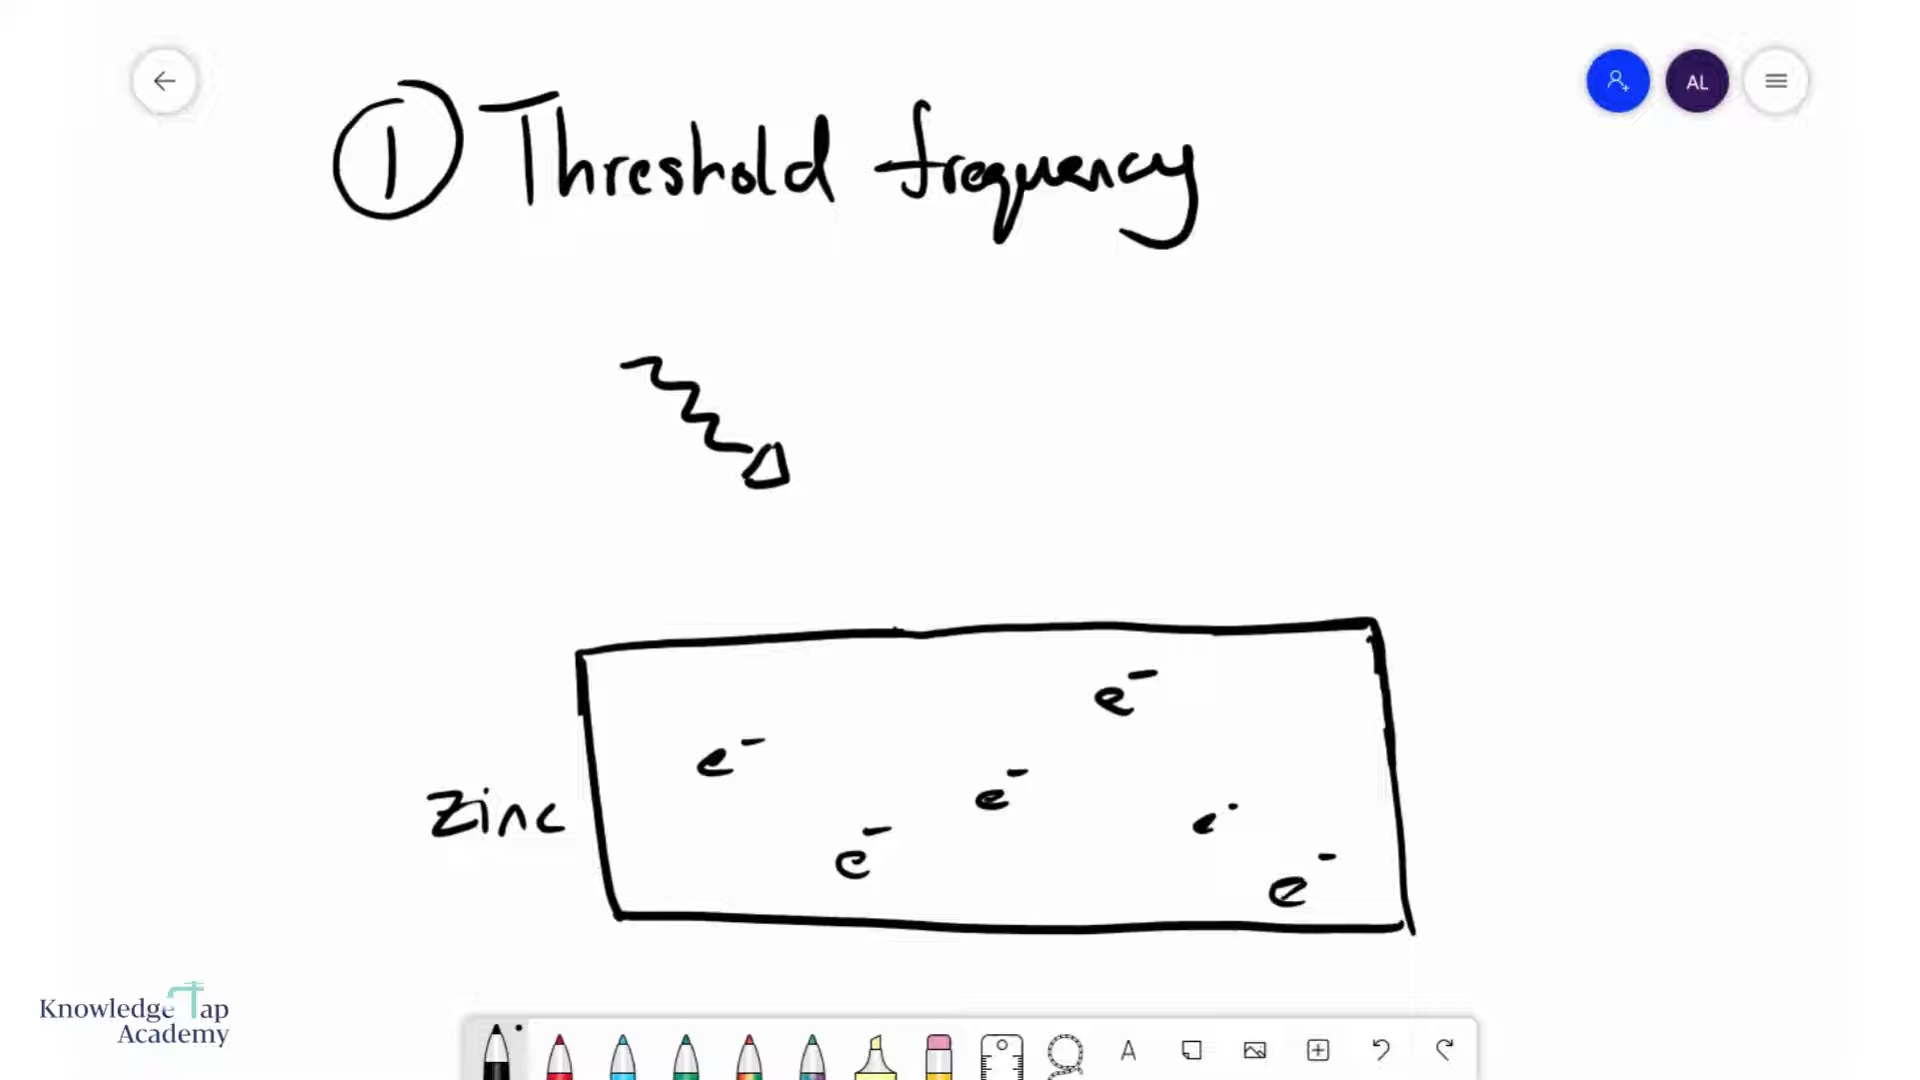 ① Threshold frequency
AL
e⁻
e⁻
e⁻
Zinc
e⁻
e⁻
e⁻
Knowledge Tap
Academy
A